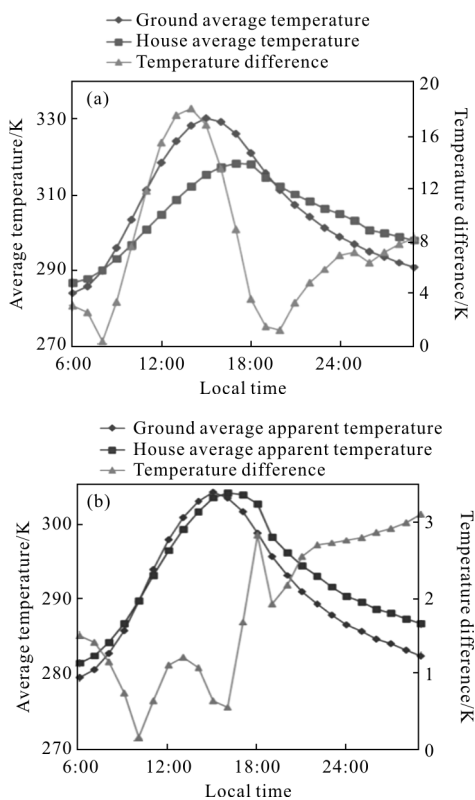 Ground average temperature
House average temperature
Temperature difference
(a)
Average temperature/K
330
310
290
270
20
16
12
8
4
0
Temperature difference/K
6:00 12:00 18:00 24:00
Local time
Ground average apparent temperature
House average apparent temperature
Temperature difference
(b)
Average temperature/K
300
290
280
270
3
2
1
0
Temperature difference/K
6:00 12:00 18:00 24:00
Local time